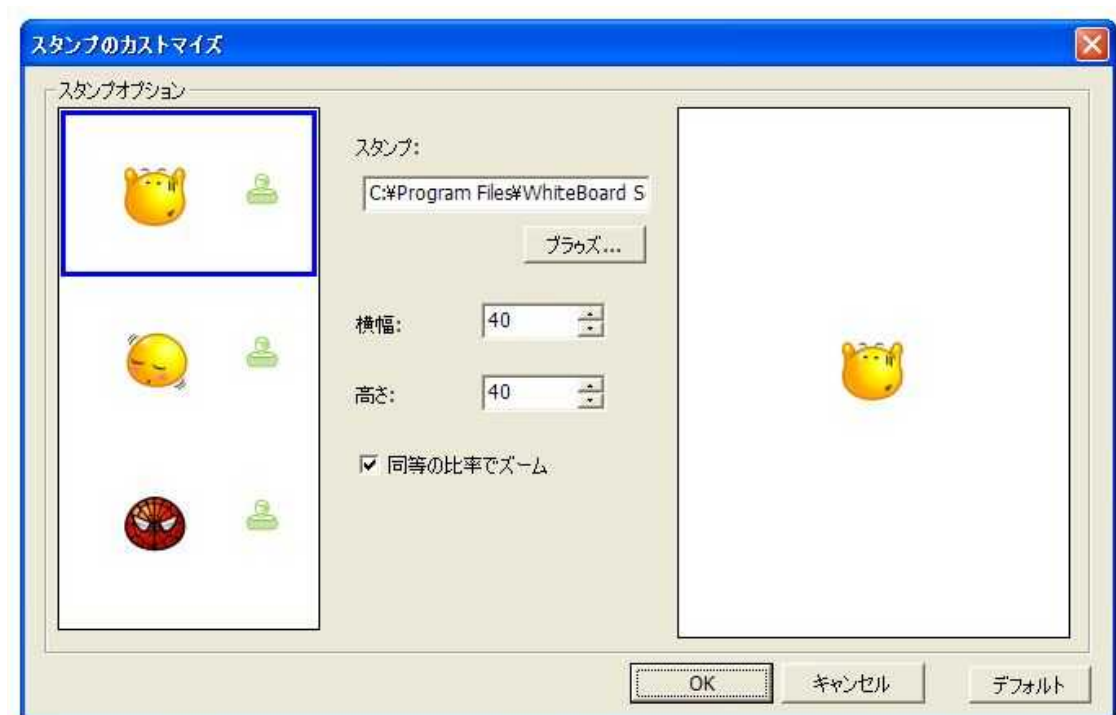 スタンプのカストマイズ
スタンプオプション
スタンプ:
C:¥Program Files¥WhiteBoard S
ブラゥズ...
横幅:
40
高さ:
40
同等の比率でズーム
OK
キャンセル
デフォルト